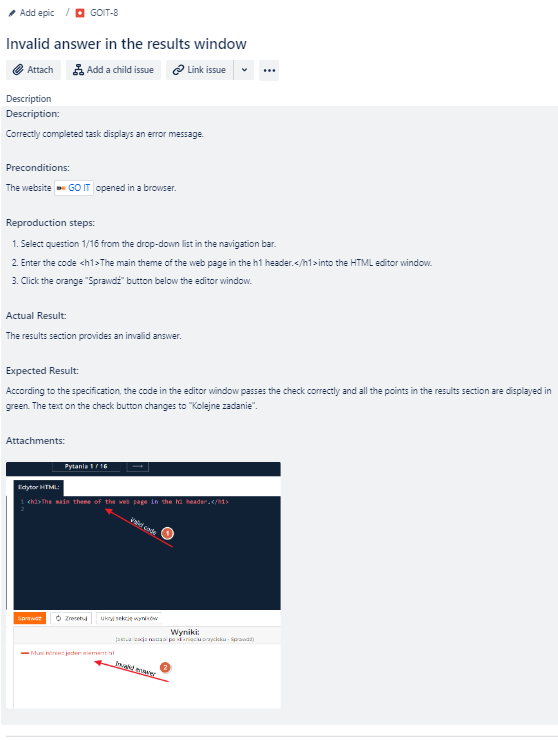 Add epic / GOIT-8
Invalid answer in the results window
Attach Add a child issue Link issue
Description
Description:
Correctly completed task displays an error message.
Preconditions:
The website GO IT opened in a browser.
Reproduction steps:
1. Select question 1/16 from the drop-down list in the navigation bar.
2. Enter the code <h1>The main theme of the web page in the h1 header.</h1>into the HTML editor window.
3. Click the orange "Sprawdź" button below the editor window.
Actual Result:
The results section provides an invalid answer.
Expected Result:
According to the specification, the code in the editor window passes the check correctly and all the points in the results section are displayed in
green. The text on the check button changes to "Kolejne zadanie".
Attachments:
Pytania 1 / 16
Edytor HTML:
1 <h1>The main theme of the web page in the h1 header.</h1>
2
Valid code 1
Sprawdź Zresetuj Ukryj sekcję wyników
Wyniki:
(aktualizacja nastąpi po kliknięciu przycisku - Sprawdź)
Musi istnieć jeden element h1
Invalid answer 2